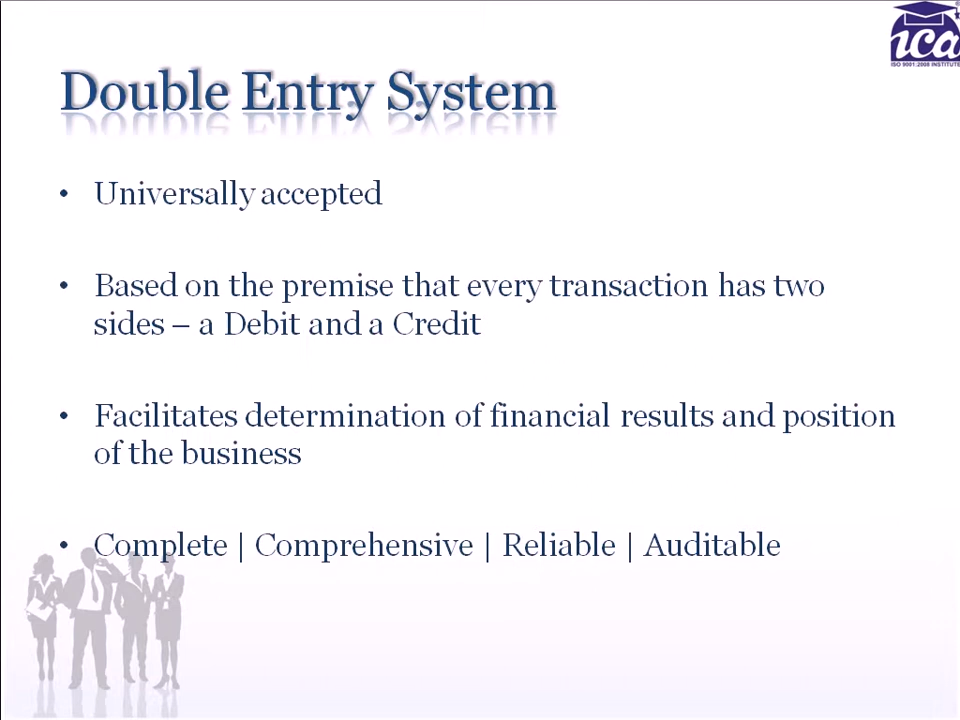 ica
ISO 9001:2008 INSTITUTE
Double Entry System
• Universally accepted
• Based on the premise that every transaction has two
sides – a Debit and a Credit
• Facilitates determination of financial results and position
of the business
• Complete | Comprehensive | Reliable | Auditable